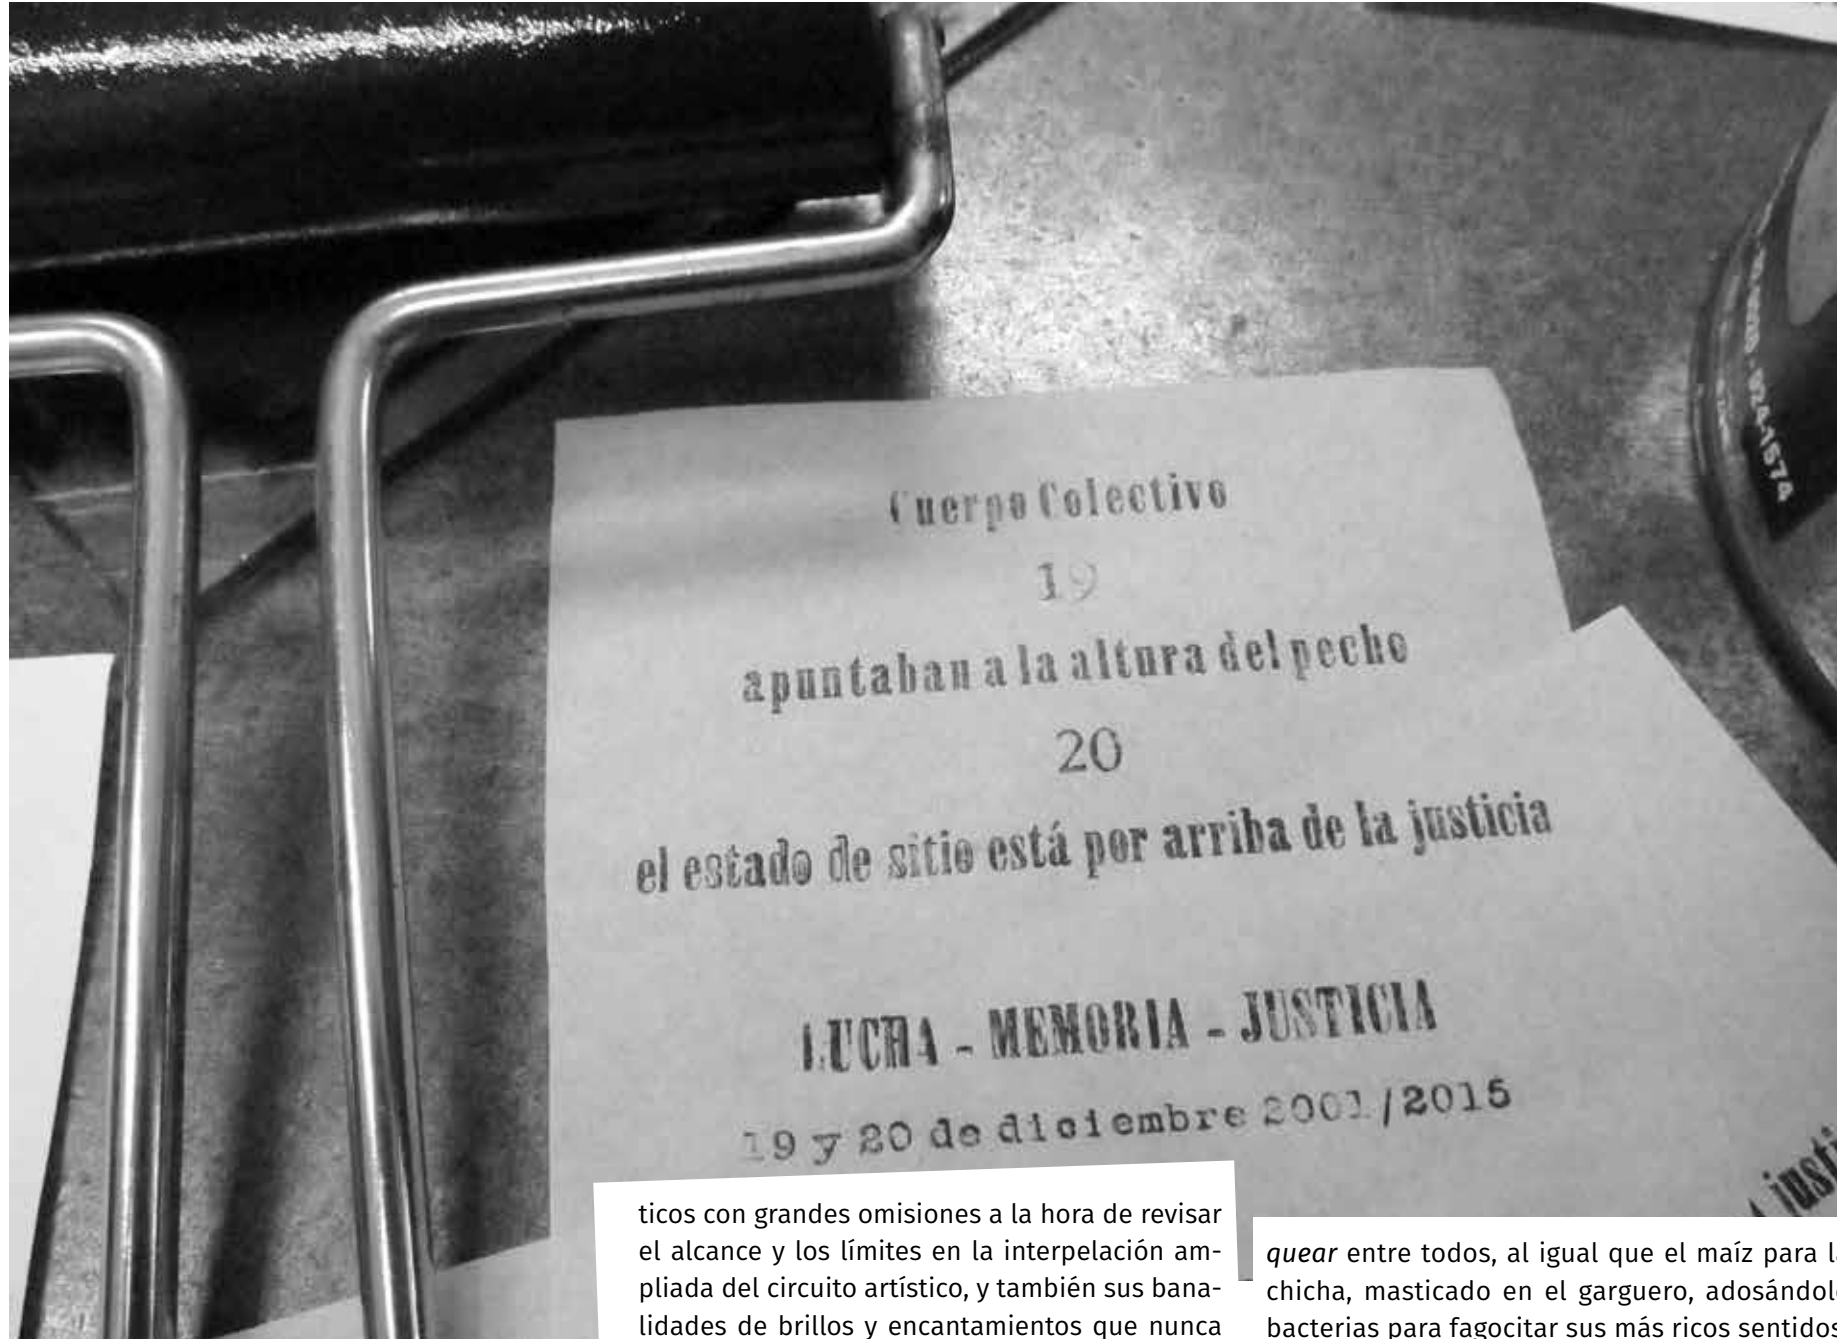 924-1574
Cuerpo Colectivo
19
apuntaban a la altura del pecho
20
el estado de sitio está por arriba de la justicia
LUCHA - MEMORIA - JUSTICIA
19 y 20 de diciembre 2001/2015
justi
ticos con grandes omisiones a la hora de revisar
el alcance y los límites en la interpelación am-
pliada del circuito artístico, y también sus bana-
lidades de brillos y encantamientos que nunca
quear entre todos, al igual que el maíz para la
chicha, masticado en el garguero, adosándole
bacterias para fagocitar sus más ricos sentidos